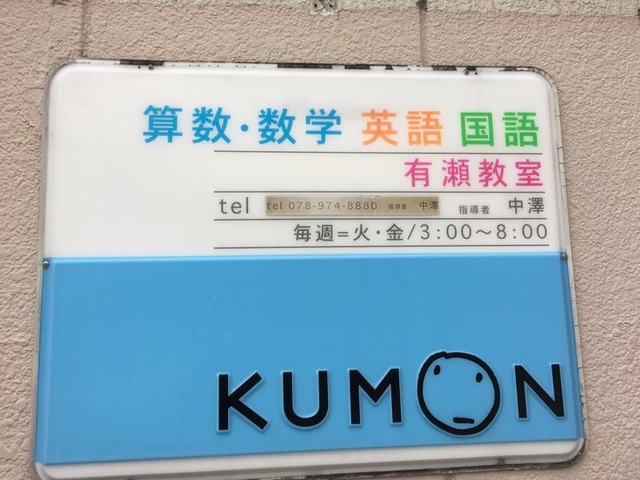 算数・数学 英語 国語
有瀬教室
tel tel 078-974-8880 指導者 中澤 指導者 中澤
毎週=火・金/3:00～8:00
KUMON